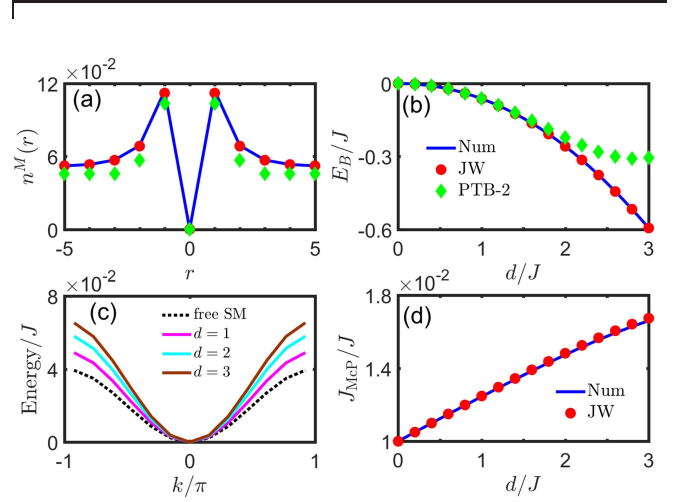 ×10⁻²
12
6
0
-5
0
5
(a)
n^M(r)
r
0
-0.3
-0.6
0
1
2
3
(b)
E_B/J
d/J
Num
JW
PTB-2
×10⁻²
8
4
0
-1
0
1
(c)
Energy/J
k/π
free SM
d = 1
d = 2
d = 3
×10⁻²
1.8
1.4
1
0
1
2
3
(d)
J_McP/J
d/J
Num
JW